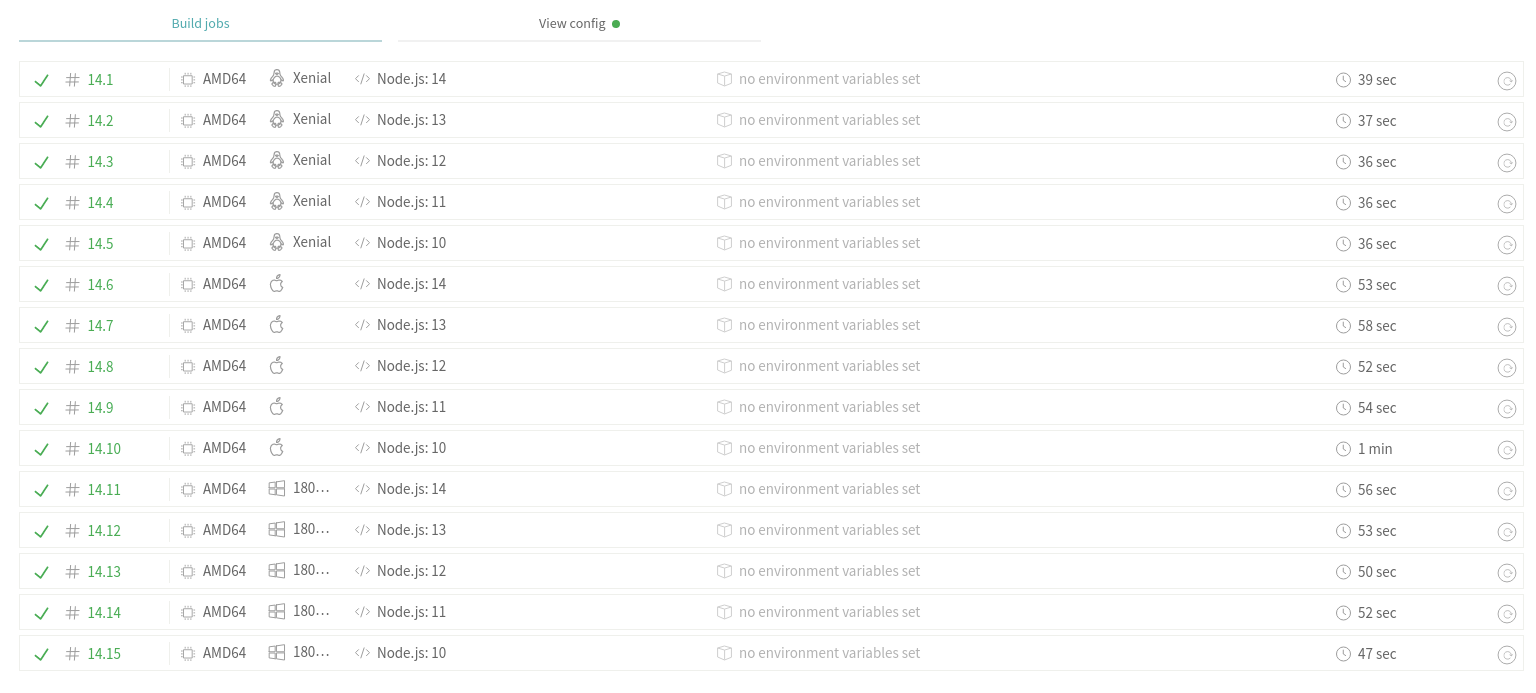 Build jobs View config
# 14.1 AMD64 Xenial </> Node.js: 14 no environment variables set 39 sec
# 14.2 AMD64 Xenial </> Node.js: 13 no environment variables set 37 sec
# 14.3 AMD64 Xenial </> Node.js: 12 no environment variables set 36 sec
# 14.4 AMD64 Xenial </> Node.js: 11 no environment variables set 36 sec
# 14.5 AMD64 Xenial </> Node.js: 10 no environment variables set 36 sec
# 14.6 AMD64 </> Node.js: 14 no environment variables set 53 sec
# 14.7 AMD64 </> Node.js: 13 no environment variables set 58 sec
# 14.8 AMD64 </> Node.js: 12 no environment variables set 52 sec
# 14.9 AMD64 </> Node.js: 11 no environment variables set 54 sec
# 14.10 AMD64 </> Node.js: 10 no environment variables set 1 min
# 14.11 AMD64 180... </> Node.js: 14 no environment variables set 56 sec
# 14.12 AMD64 180... </> Node.js: 13 no environment variables set 53 sec
# 14.13 AMD64 180... </> Node.js: 12 no environment variables set 50 sec
# 14.14 AMD64 180... </> Node.js: 11 no environment variables set 52 sec
# 14.15 AMD64 180... </> Node.js: 10 no environment variables set 47 sec